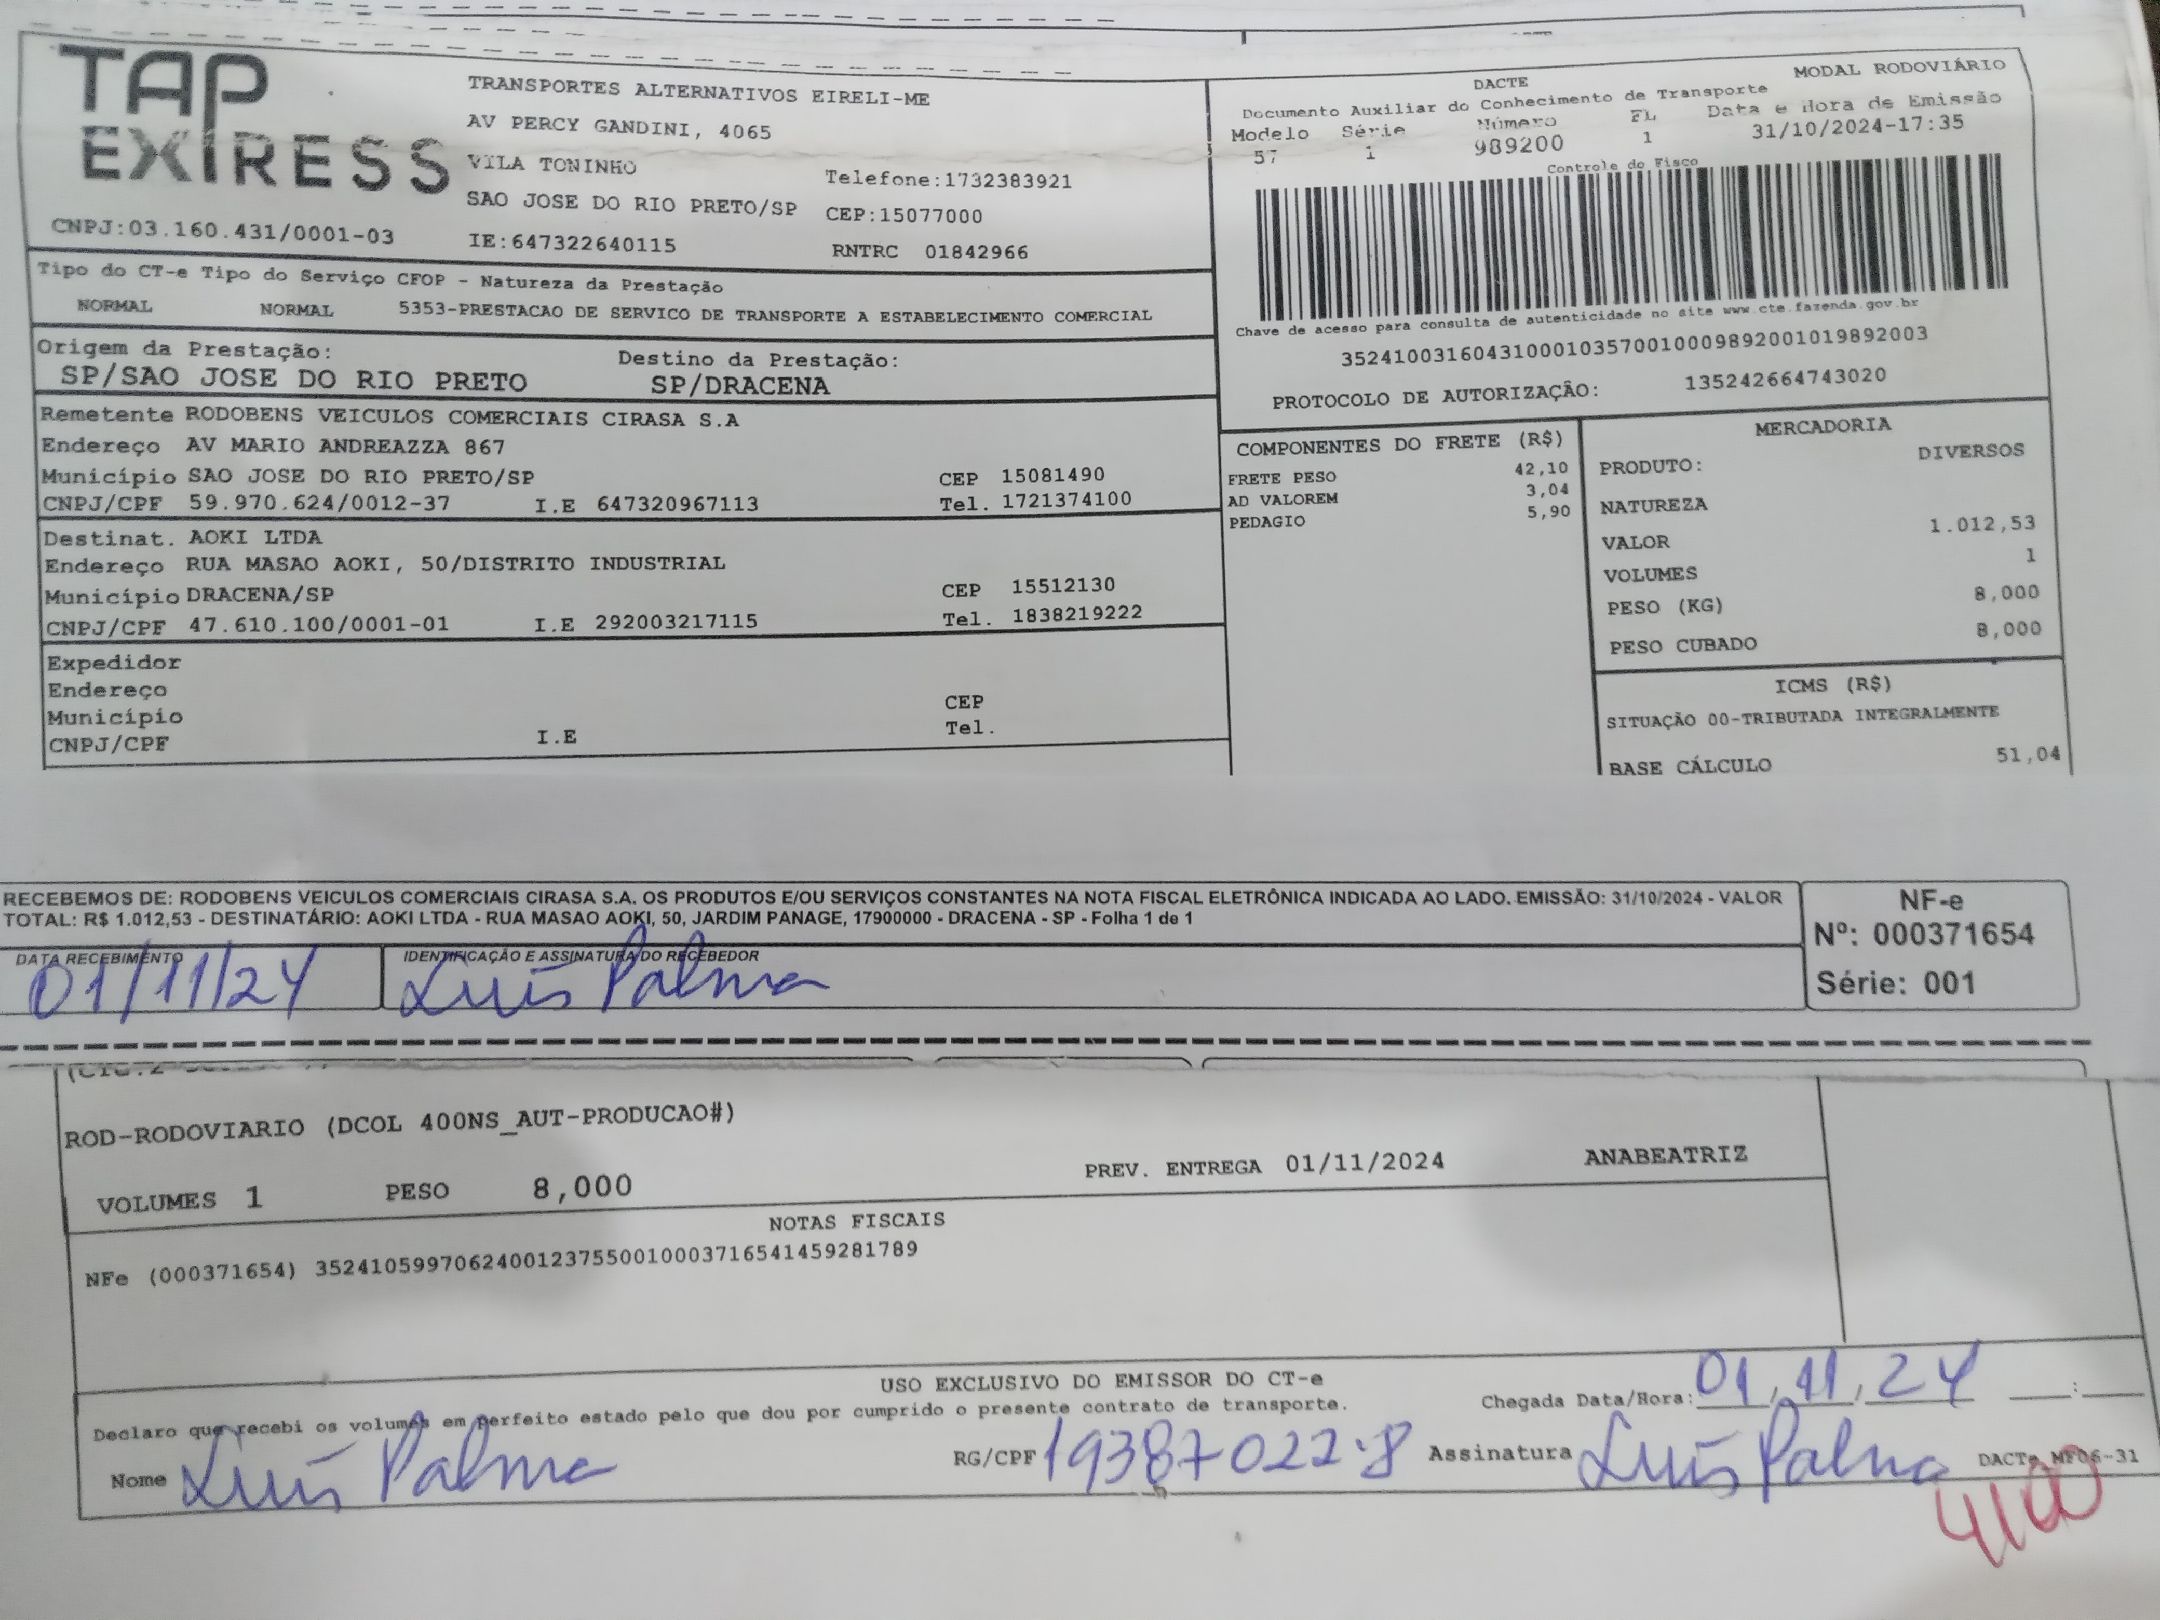 TAP
EXIRESS
CNPJ:03.160.431/0001-03
TRANSPORTES ALTERNATIVOS EIRELI-ME
AV PERCY GANDINI, 4065
VILA TONINHO
Telefone:1732383921
SAO JOSE DO RIO PRETO/SP CEP:15077000
IE:647322640115 RNTRC 01842966
DACTE MODAL RODOVIÁRIO
Documento Auxiliar do Conhecimento de Transporte
Modelo Série Número FL Data e Hora de Emissão
57 1 989200 1 31/10/2024-17:35
Controle do Fisco
Chave de acesso para consulta de autenticidade no site www.cte.fazenda.gov.br
35241003160431000103570010009892001019892003
PROTOCOLO DE AUTORIZAÇÃO: 135242664743020
Tipo do CT-e Tipo do Serviço CFOP - Natureza da Prestação
NORMAL NORMAL 5353-PRESTACAO DE SERVICO DE TRANSPORTE A ESTABELECIMENTO COMERCIAL
Origem da Prestação: Destino da Prestação:
SP/SAO JOSE DO RIO PRETO SP/DRACENA
Remetente RODOBENS VEICULOS COMERCIAIS CIRASA S.A
Endereço AV MARIO ANDREAZZA 867
Município SAO JOSE DO RIO PRETO/SP CEP 15081490
CNPJ/CPF 59.970.624/0012-37 I.E 647320967113 Tel. 1721374100
Destinat. AOKI LTDA
Endereço RUA MASAO AOKI, 50/DISTRITO INDUSTRIAL
Município DRACENA/SP CEP 15512130
CNPJ/CPF 47.610.100/0001-01 I.E 292003217115 Tel. 1838219222
Expedidor
Endereço
Município CEP
CNPJ/CPF I.E Tel.
COMPONENTES DO FRETE (R$)
FRETE PESO 42,10
AD VALOREM 3,04
PEDAGIO 5,90
MERCADORIA
PRODUTO: DIVERSOS
NATUREZA
VALOR 1.012,53
VOLUMES 1
PESO (KG) 8,000
PESO CUBADO 8,000
ICMS (R$)
SITUAÇÃO 00-TRIBUTADA INTEGRALMENTE
BASE CÁLCULO 51,04
RECEBEMOS DE: RODOBENS VEICULOS COMERCIAIS CIRASA S.A. OS PRODUTOS E/OU SERVIÇOS CONSTANTES NA NOTA FISCAL ELETRÔNICA INDICADA AO LADO. EMISSÃO: 31/10/2024 - VALOR
TOTAL: R$ 1.012,53 - DESTINATÁRIO: AOKI LTDA - RUA MASAO AOKI, 50, JARDIM PANAGE, 17900000 - DRACENA - SP - Folha 1 de 1
NF-e
Nº: 000371654
Série: 001
DATA RECEBIMENTO IDENTIFICAÇÃO E ASSINATURA DO RECEBEDOR
01/11/24 Luís Palma
ROD-RODOVIARIO (DCOL 400NS_AUT-PRODUCAO#)
VOLUMES 1 PESO 8,000 PREV. ENTREGA 01/11/2024 ANABEATRIZ
NOTAS FISCAIS
NFe (000371654) 35241059970624001237550010003716541459281789
USO EXCLUSIVO DO EMISSOR DO CT-e
Declaro que recebi os volumes em perfeito estado pelo que dou por cumprido o presente contrato de transporte. Chegada Data/Hora: 01,11,24 :
Nome Luís Palma RG/CPF 19387022-8 Assinatura Luís Palma DACTe MF06-31